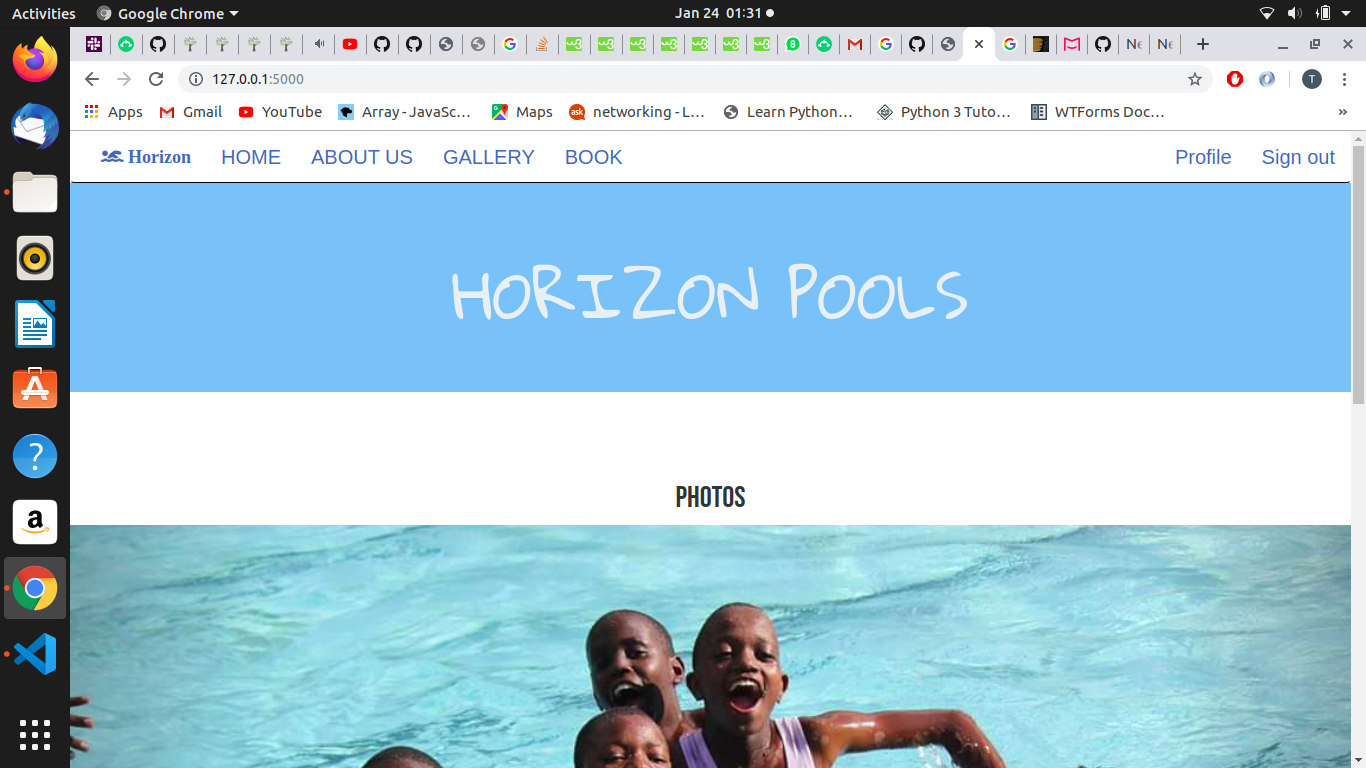 Activities Google Chrome Jan 24 01:31
127.0.0.1:5000 T
Apps Gmail YouTube Array - JavaSc… Maps networking - L… Learn Python… Python 3 Tuto… WTForms Doc… »
Horizon HOME ABOUT US GALLERY BOOK Profile Sign out
HORIZON POOLS
PHOTOS